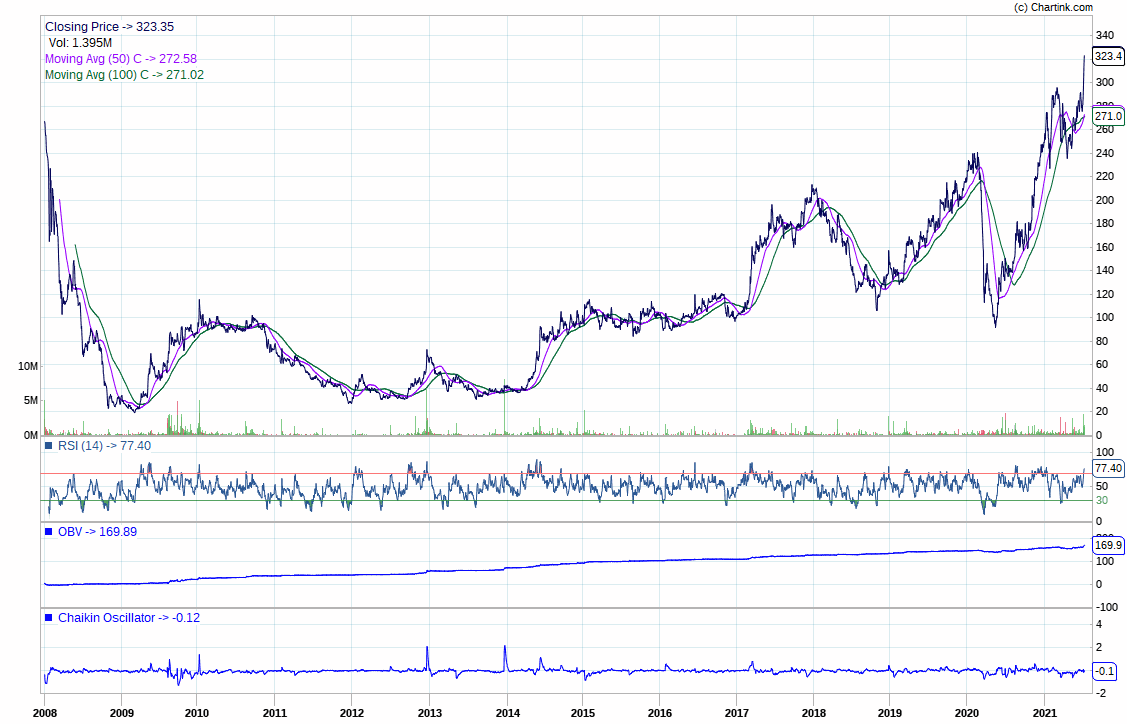 (c) Chartink.com
Closing Price -> 323.35
Vol: 1.395M
Moving Avg (50) C -> 272.58
Moving Avg (100) C -> 271.02
340
323.4
300
280
271.0
260
240
220
200
180
160
140
120
100
80
60
40
20
0
10M
5M
0M
RSI (14) -> 77.40
100
77.40
50
30
0
OBV -> 169.89
200
169.9
100
0
-100
Chaikin Oscillator -> -0.12
4
2
-0.1
-2
2008 2009 2010 2011 2012 2013 2014 2015 2016 2017 2018 2019 2020 2021